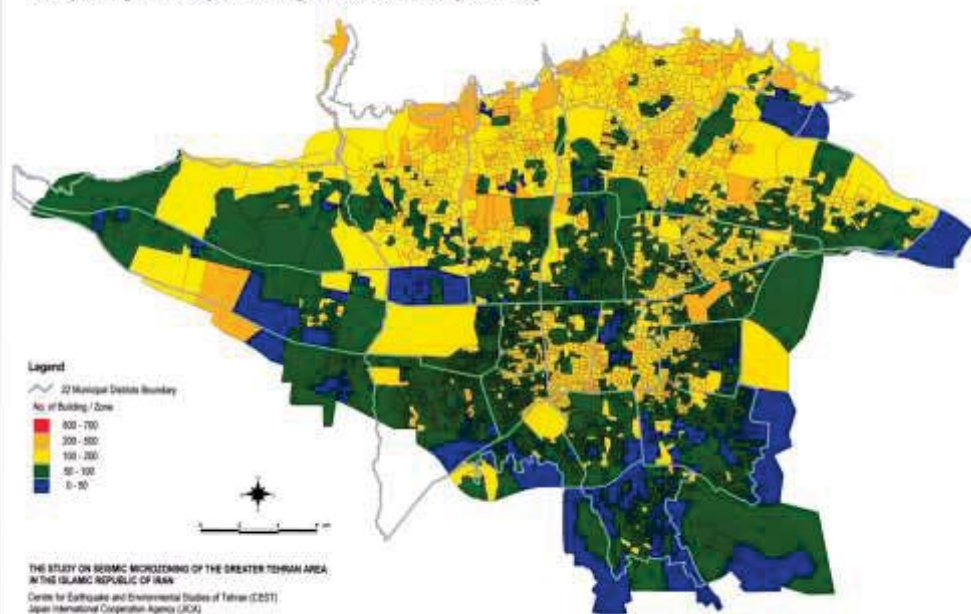 Legend
22 Municipal Districts Boundary
No. of Building / Zone
200 - 500
100 - 200
50 - 100
0 - 50
THE STUDY ON SEISMIC MICROZONING OF THE GREATER TEHRAN AREA
IN THE ISLAMIC REPUBLIC OF IRAN
Centre for Earthquake and Environmental Studies of Tehran (CEST)
Japan International Cooperation Agency (JICA)